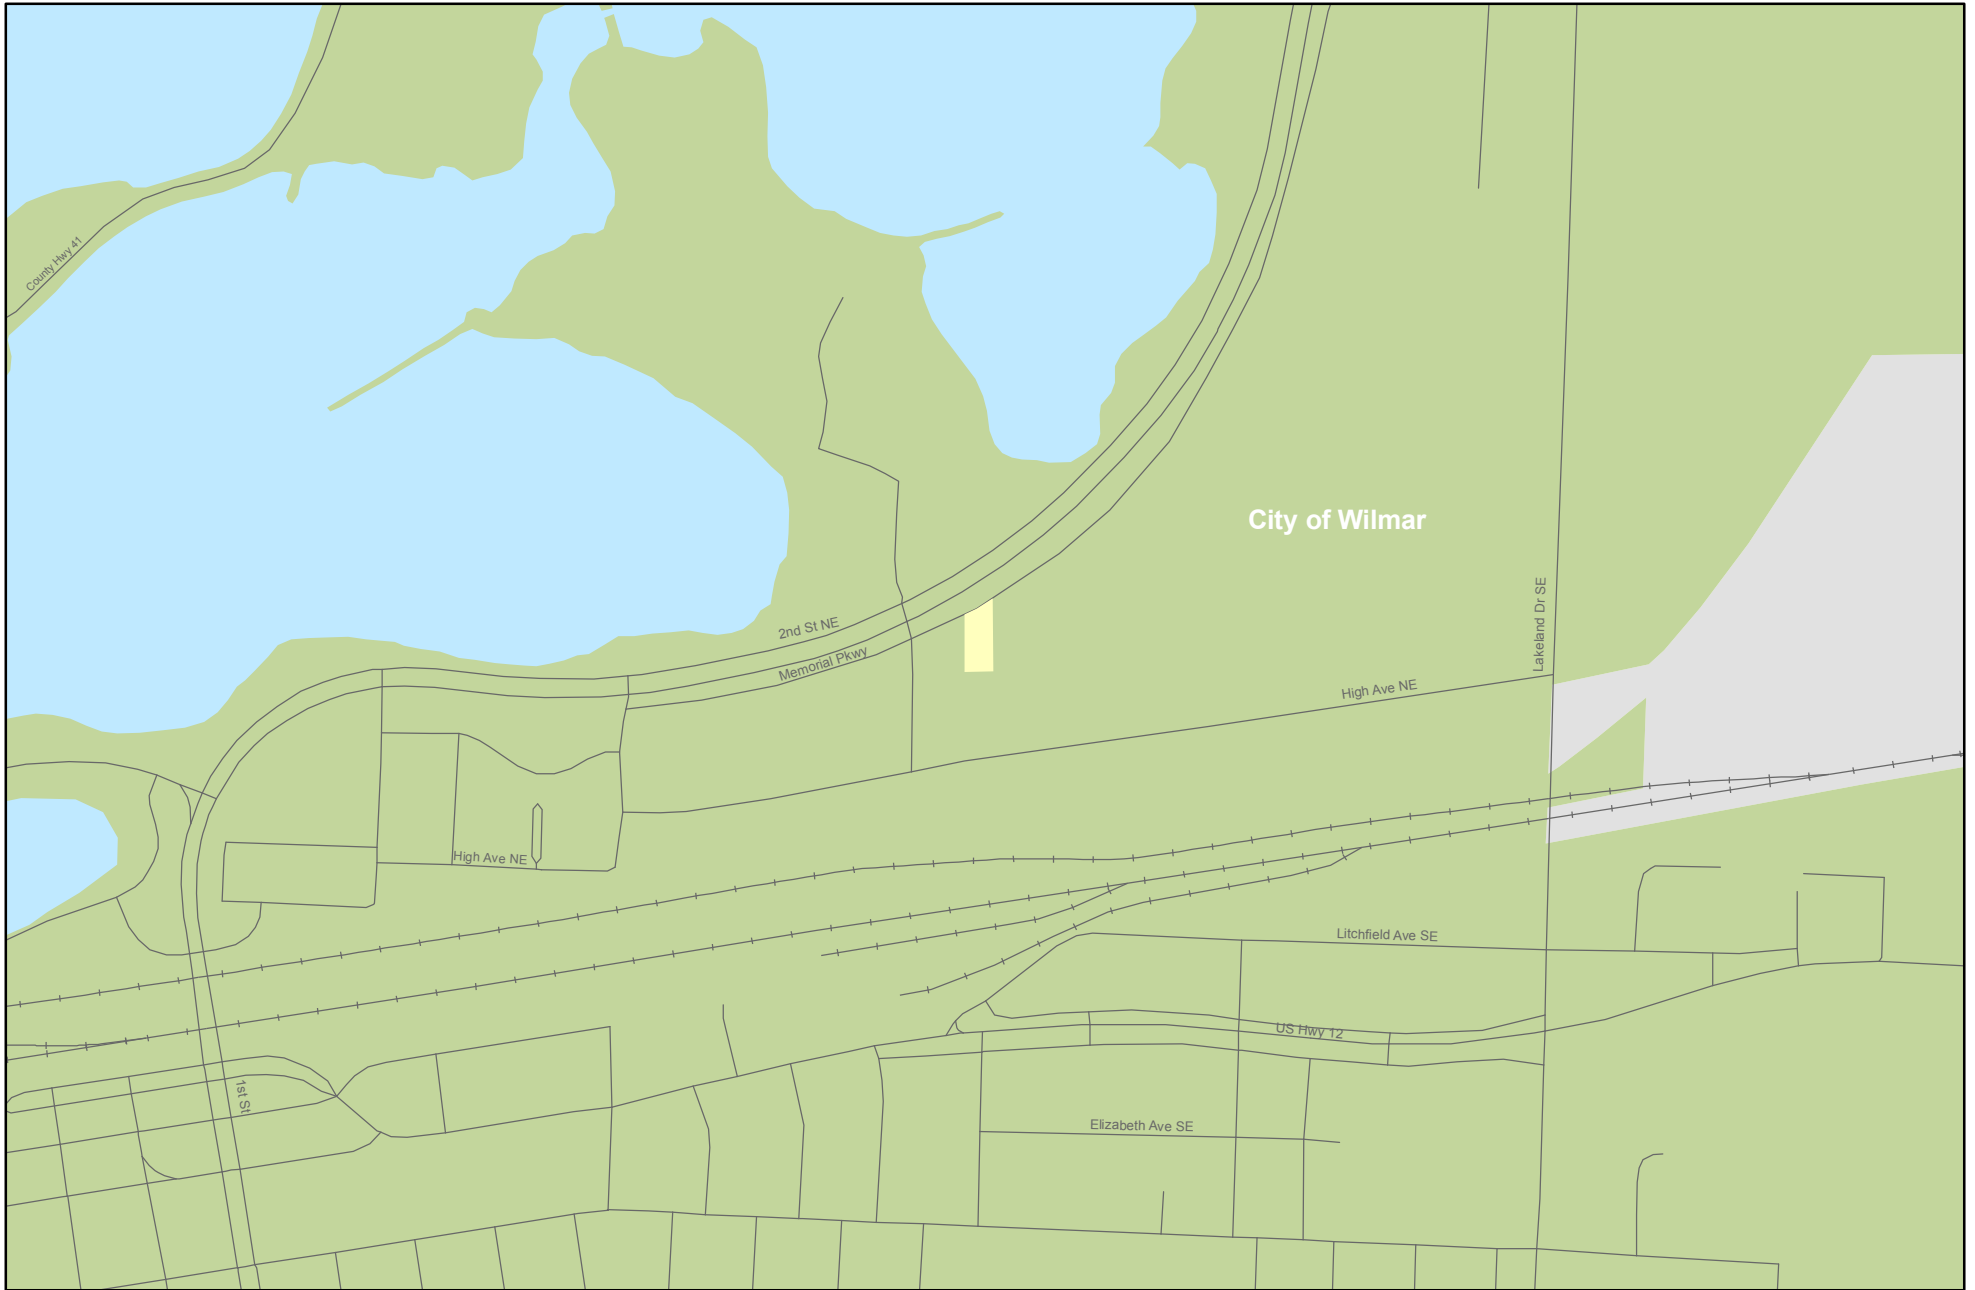 County Hwy 41
City of Wilmar
Lakeland Dr SE
2nd St NE
Memorial Pkwy
High Ave NE
High Ave NE
Litchfield Ave SE
US Hwy 12
1st St
Elizabeth Ave SE